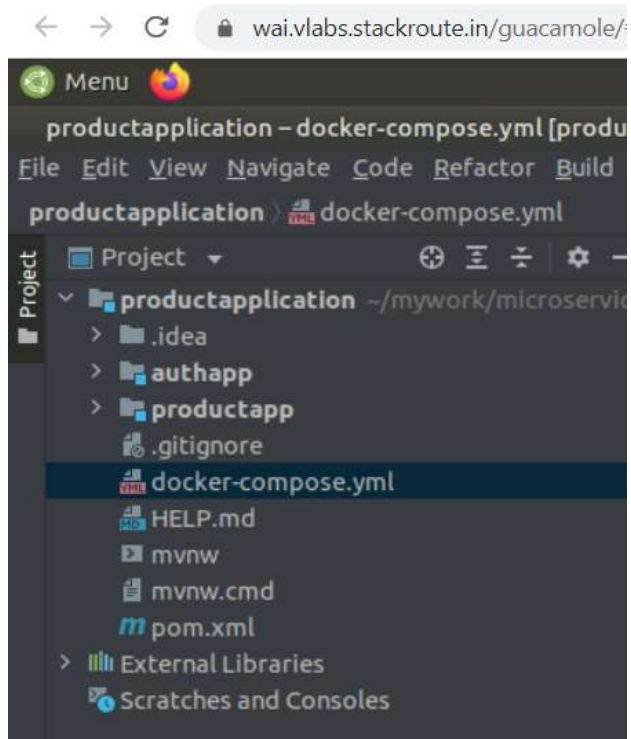 wai.vlabs.stackroute.in/guacamole/
Menu
productapplication – docker-compose.yml [produ
File Edit View Navigate Code Refactor Build
productapplication docker-compose.yml
Project
Project
productapplication ~/mywork/microservic
.idea
authapp
productapp
.gitignore
YML docker-compose.yml
MD HELP.md
mvnw
mvnw.cmd
m pom.xml
External Libraries
Scratches and Consoles